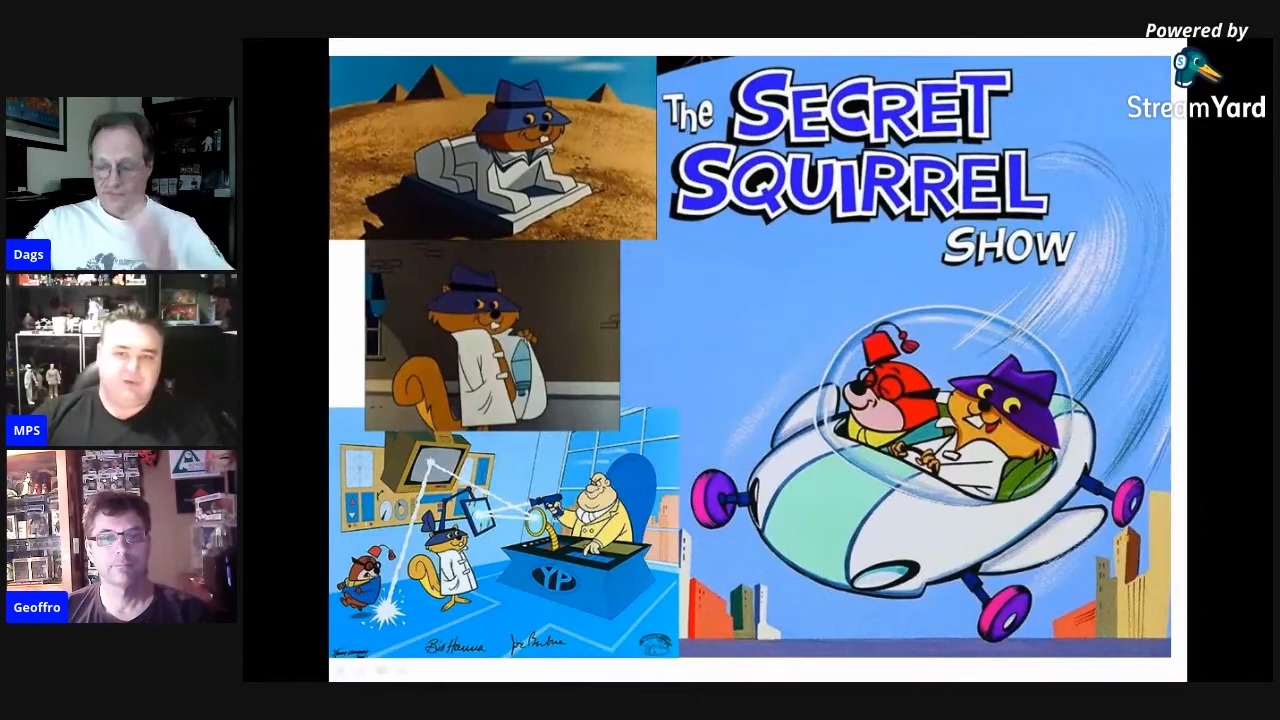 Powered by
StreamYard
The SECRET
SQUIRREL
SHOW
Dags
MPS
Geoffro
YP
Bill Hanna
Joe Barbera